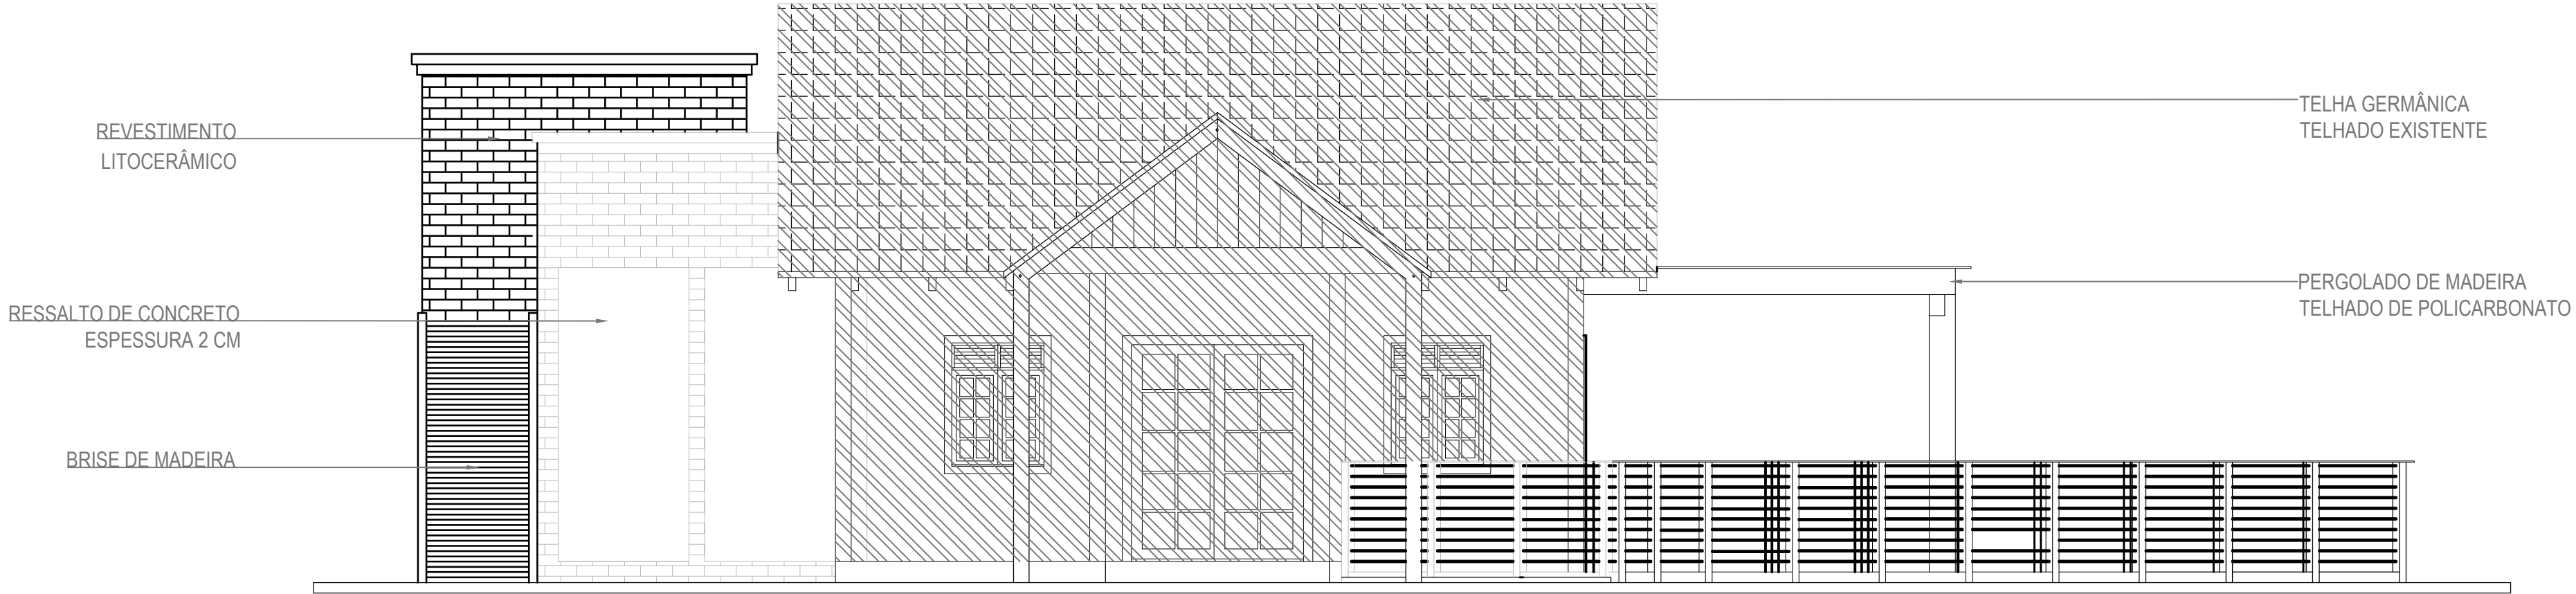 REVESTIMENTO
LITOCERÂMICO
RESSALTO DE CONCRETO
ESPESSURA 2 CM
BRISE DE MADEIRA
TELHA GERMÂNICA
TELHADO EXISTENTE
PERGOLADO DE MADEIRA
TELHADO DE POLICARBONATO